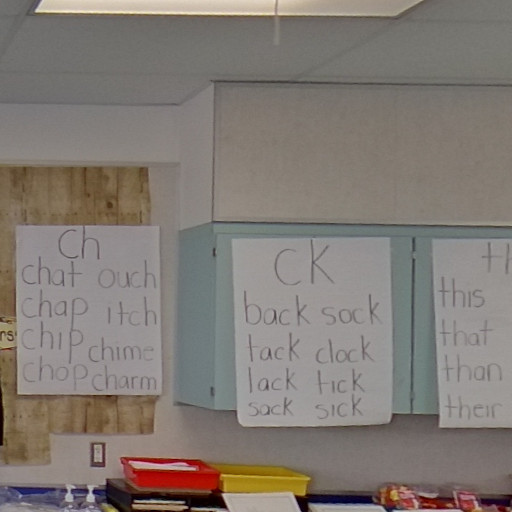 Ch
chat ouch
chap itch
chip chime
chop charm
CK
back sock
tack clock
lack tick
sack sick
th
this
that
than
their